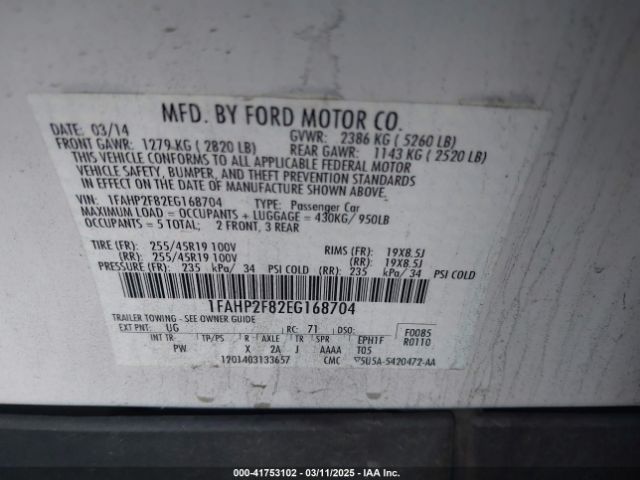 MFD. BY FORD MOTOR CO.
DATE: 03/14 GVWR: 2386 KG ( 5260 LB)
FRONT GAWR: 1279 KG ( 2820 LB) REAR GAWR: 1143 KG ( 2520 LB)
THIS VEHICLE CONFORMS TO ALL APPLICABLE FEDERAL MOTOR
VEHICLE SAFETY, BUMPER, AND THEFT PREVENTION STANDARDS
IN EFFECT ON THE DATE OF MANUFACTURE SHOWN ABOVE.
VIN: 1FAHP2F82EG168704 TYPE: Passenger Car
MAXIMUM LOAD = OCCUPANTS + LUGGAGE = 430KG/ 950LB
OCCUPANTS = 5 TOTAL; 2 FRONT, 3 REAR
TIRE (FR): 255/45R19 100V RIMS (FR): 19X8.5J
(RR): 255/45R19 100V (RR): 19X8.5J
PRESSURE (FR): 235 kPa/ 34 PSI COLD (RR): 235 kPa/ 34 PSI COLD
1FAHP2F82EG168704
TRAILER TOWING - SEE OWNER GUIDE
EXT PNT: UG RC: 71 DSO: F0085
INT TR TP/PS R AXLE TR SPR EPH1F R0110
PW X 2A J AAAA T05
1201403133657 CMC 5U5A-5420472-AA
120 - 41753102 - 03/11/2025 - IAA Inc.